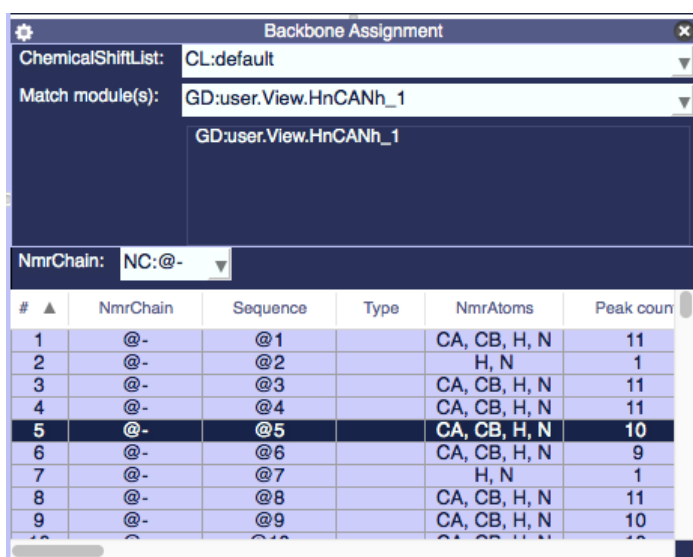 Backbone Assignment
ChemicalShiftList: CL:default
Match module(s): GD:user.View.HnCANh_1
GD:user.View.HnCANh_1
NmrChain: NC:@-
# NmrChain Sequence Type NmrAtoms Peak coun
1 @- @1 CA, CB, H, N 11
2 @- @2 H, N 1
3 @- @3 CA, CB, H, N 11
4 @- @4 CA, CB, H, N 11
5 @- @5 CA, CB, H, N 10
6 @- @6 CA, CB, H, N 9
7 @- @7 H, N 1
8 @- @8 CA, CB, H, N 11
9 @- @9 CA, CB, H, N 10